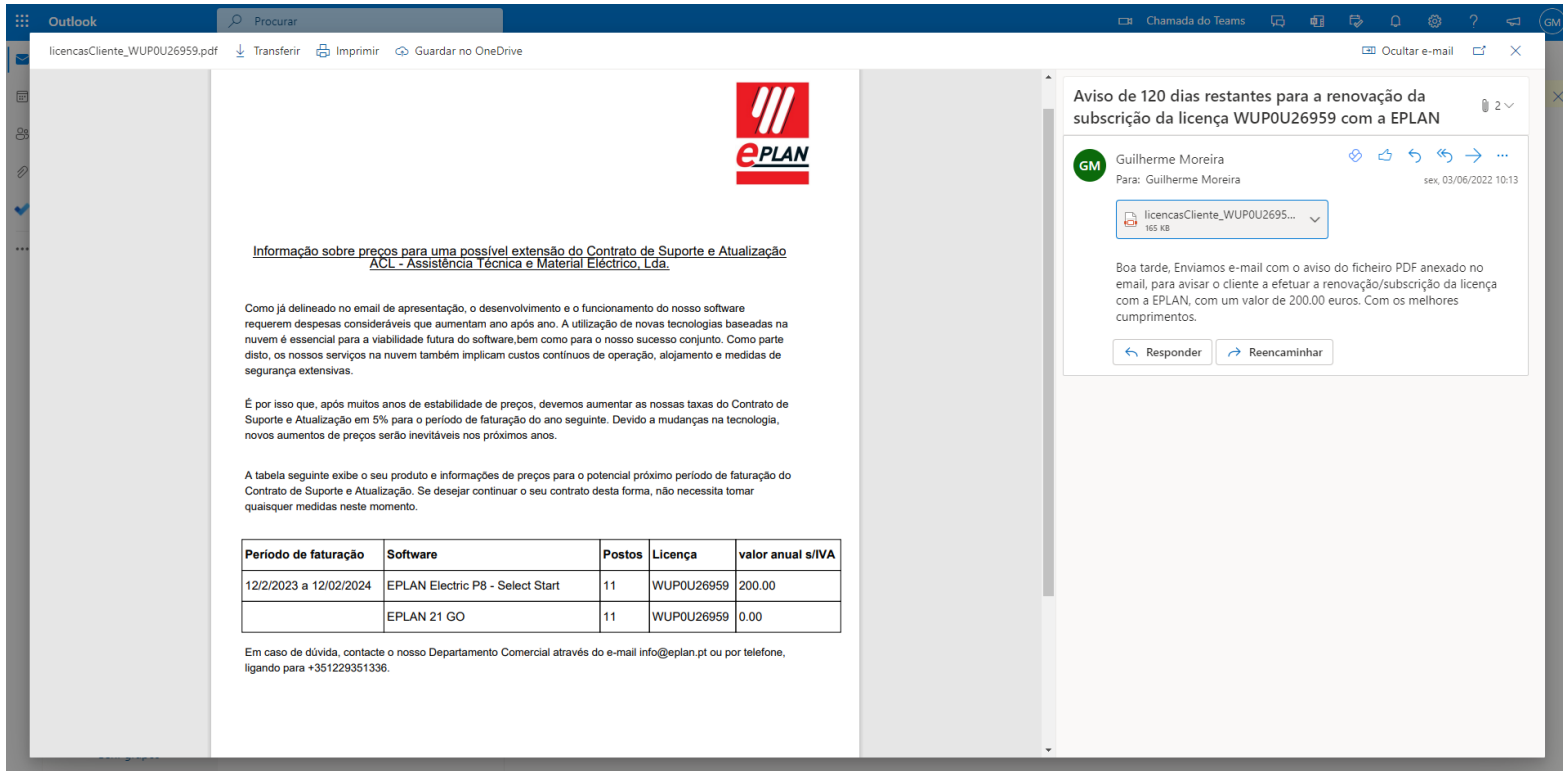 Outlook
Procurar
Chamada do Teams
GM
licencasCliente_WUP0U26959.pdf
Transferir
Imprimir
Guardar no OneDrive
Ocultar e-mail
ePLAN
Informação sobre preços para uma possível extensão do Contrato de Suporte e Atualização
ACL - Assistência Técnica e Material Eléctrico, Lda.
Como já delineado no email de apresentação, o desenvolvimento e o funcionamento do nosso software
requerem despesas consideráveis que aumentam ano após ano. A utilização de novas tecnologias baseadas na
nuvem é essencial para a viabilidade futura do software,bem como para o nosso sucesso conjunto. Como parte
disto, os nossos serviços na nuvem também implicam custos contínuos de operação, alojamento e medidas de
segurança extensivas.
É por isso que, após muitos anos de estabilidade de preços, devemos aumentar as nossas taxas do Contrato de
Suporte e Atualização em 5% para o período de faturação do ano seguinte. Devido a mudanças na tecnologia,
novos aumentos de preços serão inevitáveis nos próximos anos.
A tabela seguinte exibe o seu produto e informações de preços para o potencial próximo período de faturação do
Contrato de Suporte e Atualização. Se desejar continuar o seu contrato desta forma, não necessita tomar
quaisquer medidas neste momento.
Período de faturação Software Postos Licença valor anual s/IVA
12/2/2023 a 12/02/2024 EPLAN Electric P8 - Select Start 11 WUP0U26959 200.00
EPLAN 21 GO 11 WUP0U26959 0.00
Em caso de dúvida, contacte o nosso Departamento Comercial através do e-mail info@eplan.pt ou por telefone,
ligando para +351229351336.
Aviso de 120 dias restantes para a renovação da
subscrição da licença WUP0U26959 com a EPLAN
2
GM
Guilherme Moreira
Para: Guilherme Moreira
sex, 03/06/2022 10:13
licencasCliente_WUP0U2695...
165 KB
Boa tarde, Enviamos e-mail com o aviso do ficheiro PDF anexado no
email, para avisar o cliente a efetuar a renovação/subscrição da licença
com a EPLAN, com um valor de 200.00 euros. Com os melhores
cumprimentos.
Responder
Reencaminhar